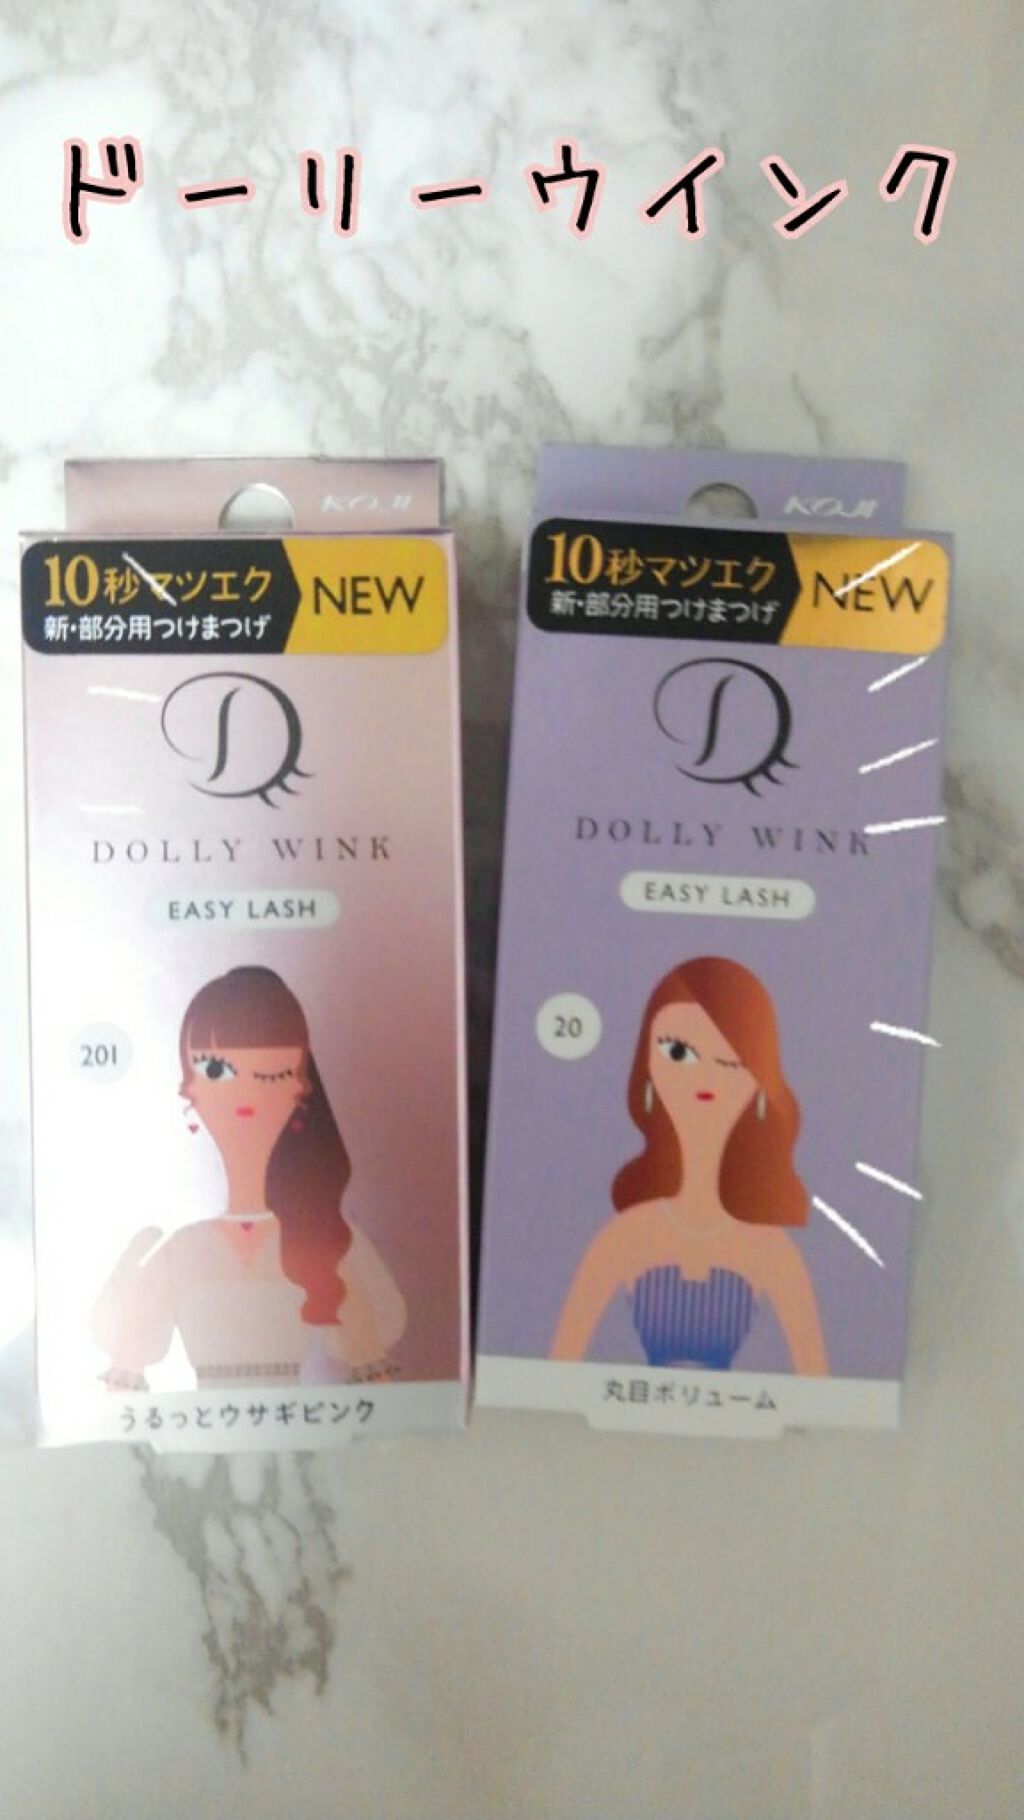 ドーリーウインク
KOJI
10秒マツエク
新・部分用つけまつげ
NEW
DOLLY WINK
EASY LASH
201
うるっとウサギピンク
KOJI
10秒マツエク
新・部分用つけまつげ
NEW
DOLLY WINK
EASY LASH
20
丸目ボリューム